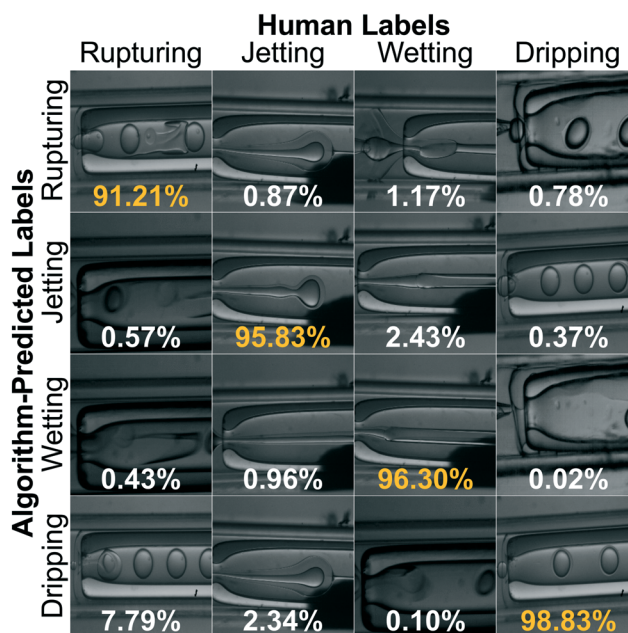 Human Labels
Rupturing Jetting Wetting Dripping
Algorithm-Predicted Labels
Rupturing
91.21% 0.87% 1.17% 0.78%
Jetting
0.57% 95.83% 2.43% 0.37%
Wetting
0.43% 0.96% 96.30% 0.02%
Dripping
7.79% 2.34% 0.10% 98.83%